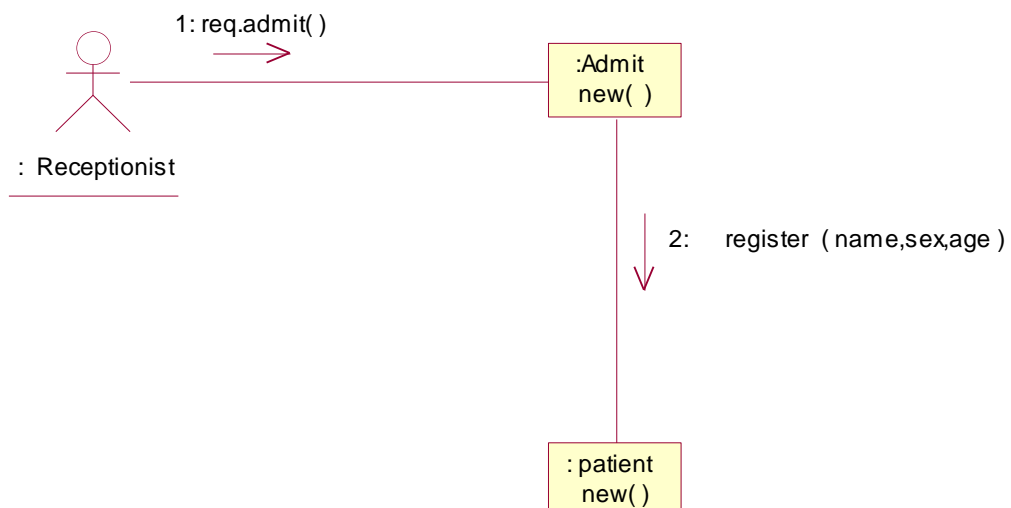 1: req.admit( )
:Admit
new( )
: Receptionist
2: register ( name,sex,age )
: patient
new( )